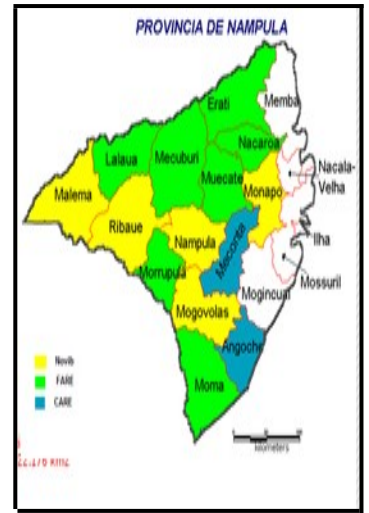 PROVINCIA DE NAMPULA
Memba
Erati
Nacaroa
Lalaua
Mecuburi
Nacala-
Velha
Muecate
Monapo
Malema
Ribaue
Nampula
Meconta
Ilha
Morrupula
Mossuril
Mogincual
Mogovolas
Angoche
Moma
Novib
FARE
CARE
kilometers